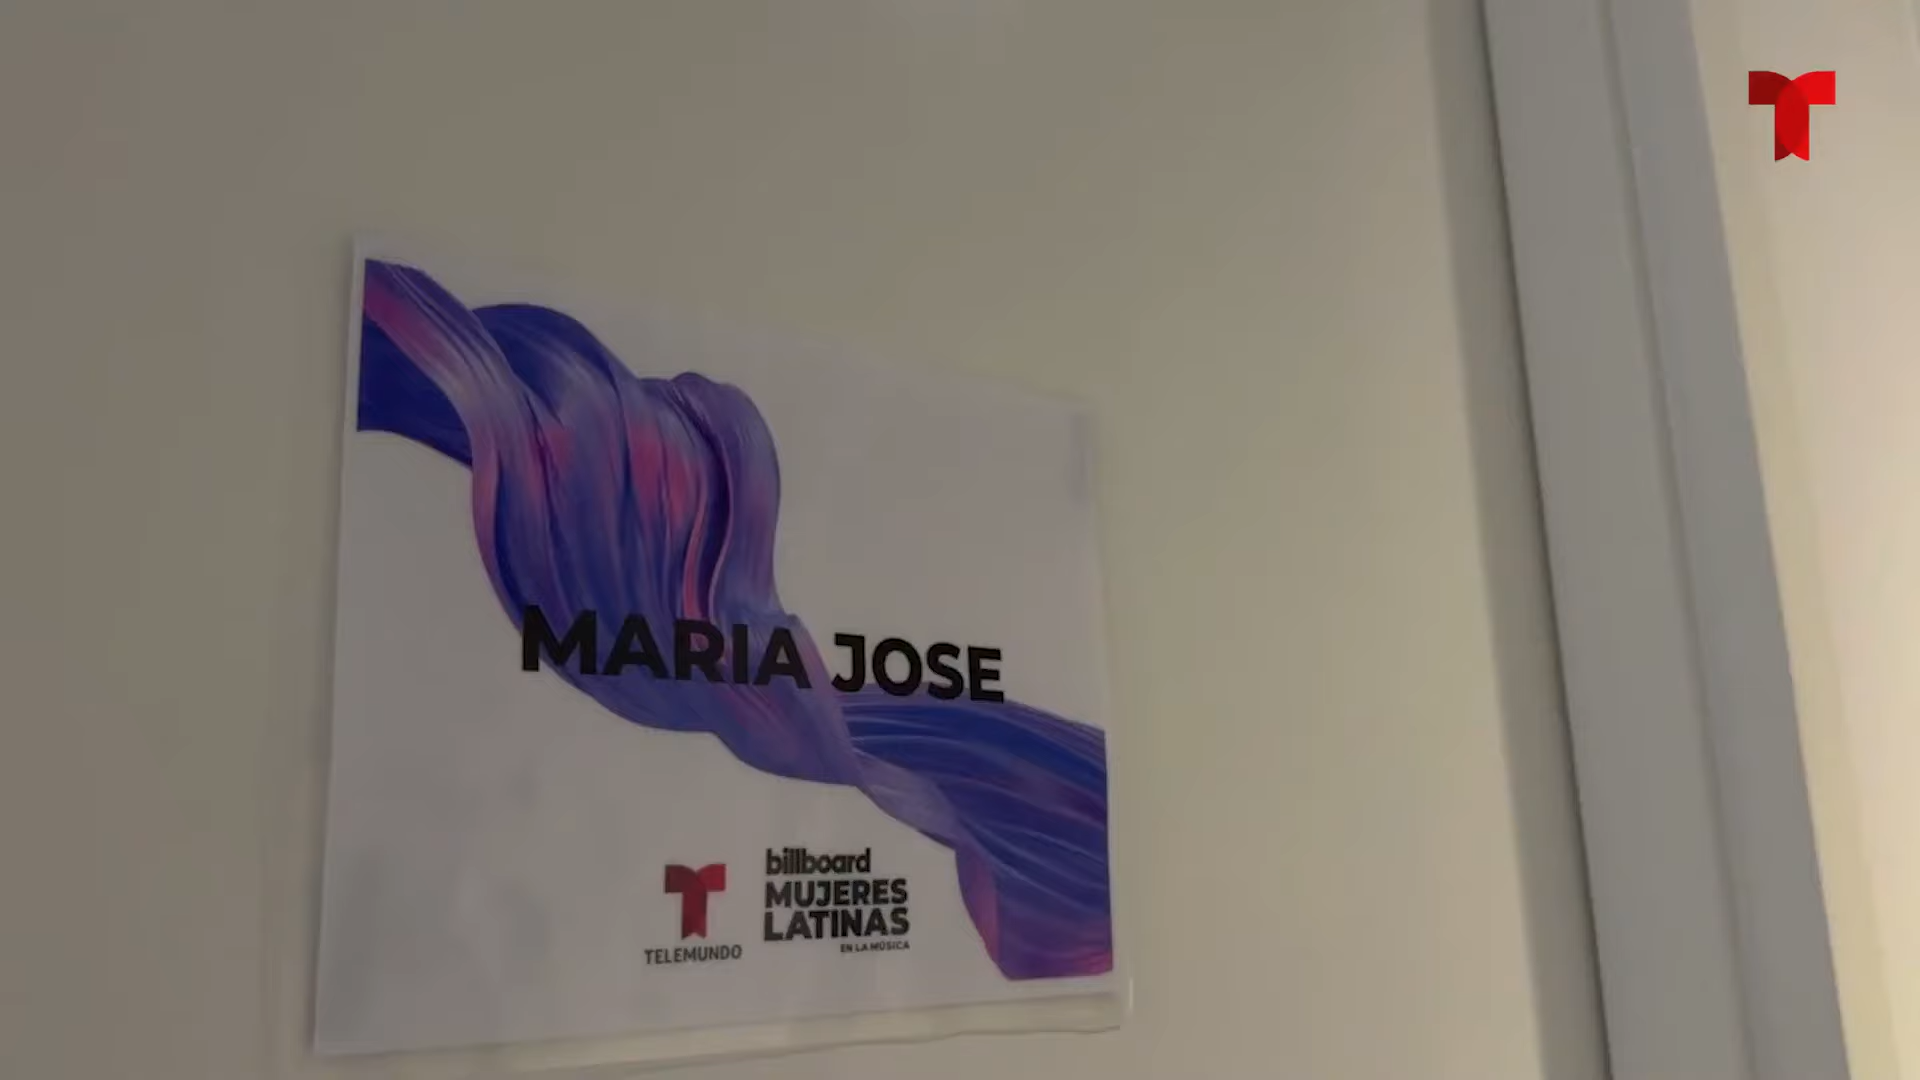 MARIA JOSE
TELEMUNDO
billboard
MUJERES
LATINAS
EN LA MÚSICA